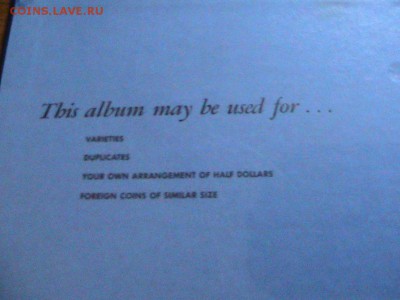 COINS.LAVE.RU
This album may be used for . . .
VARIETIES
DUPLICATES
YOUR OWN ARRANGEMENT OF HALF DOLLARS
FOREIGN COINS OF SIMILAR SIZE